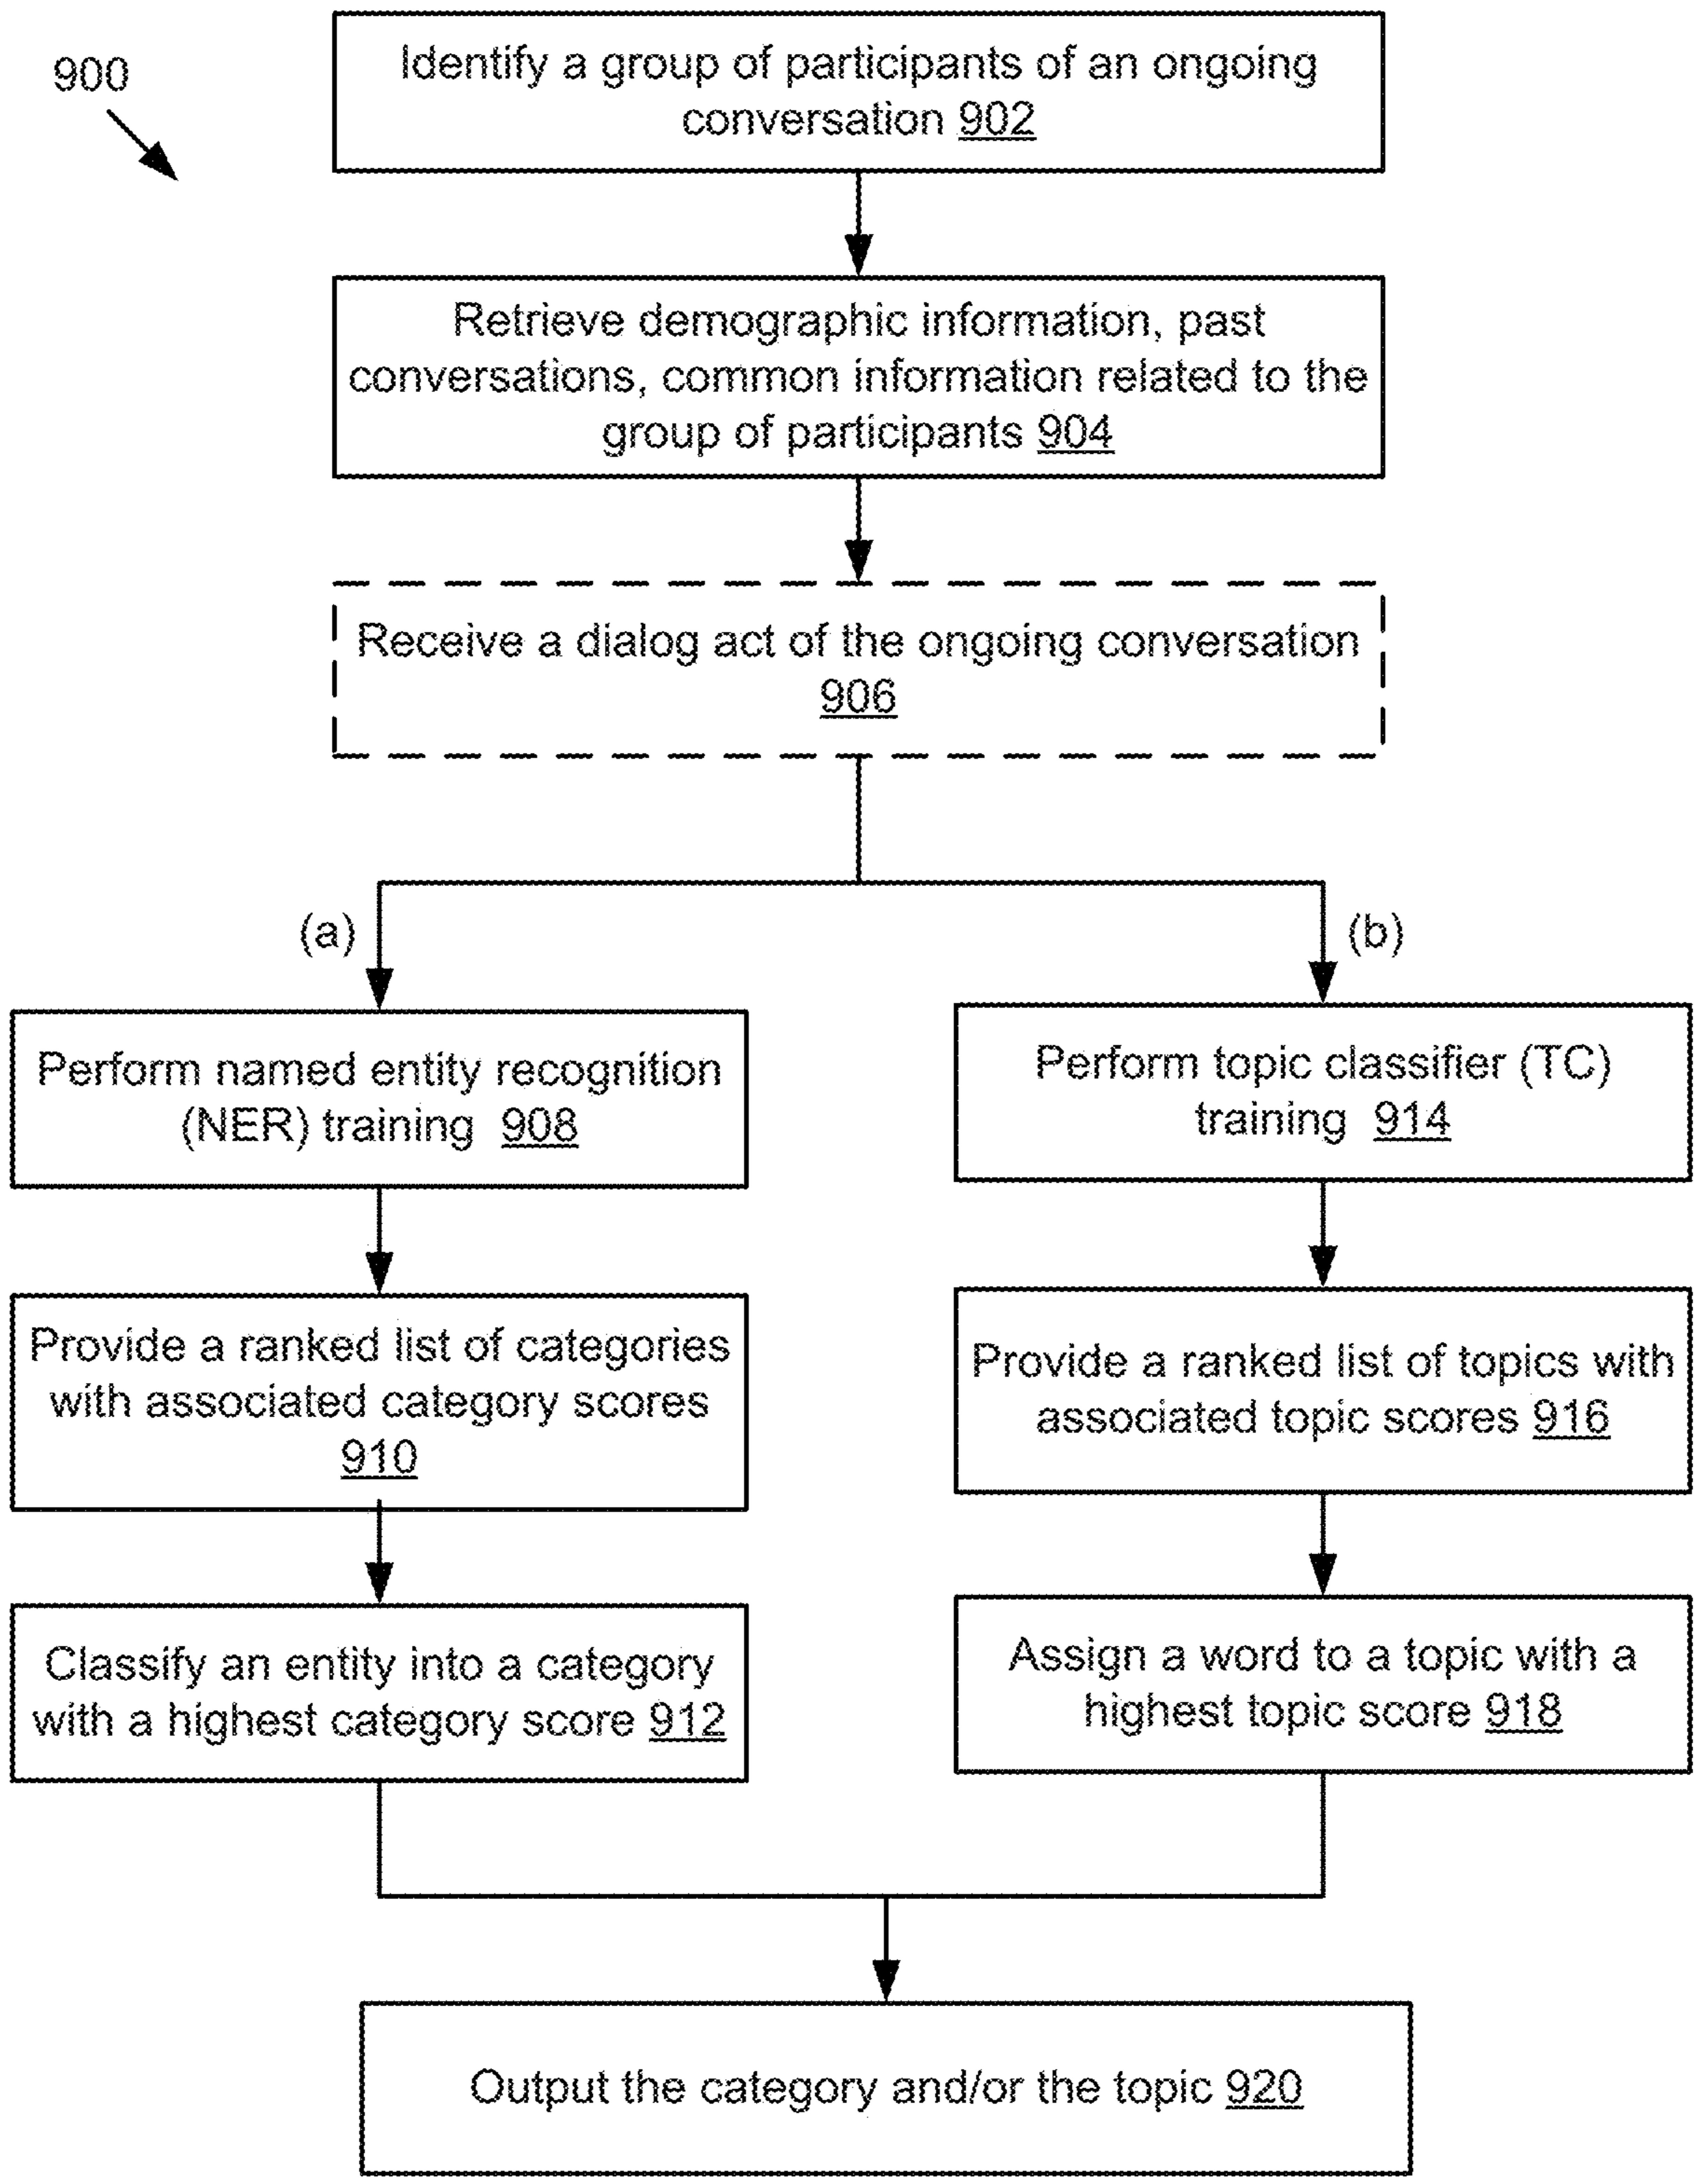 900
Identify a group of participants of an ongoing
conversation 902
Retrieve demographic information, past
conversations, common information related to the
group of participants 904
Receive a dialog act of the ongoing conversation
906
(a)
(b)
Perform named entity recognition
(NER) training 908
Perform topic classifier (TC)
training 914
Provide a ranked list of categories
with associated category scores
910
Provide a ranked list of topics with
associated topic scores 916
Classify an entity into a category
with a highest category score 912
Assign a word to a topic with a
highest topic score 918
Output the category and/or the topic 920